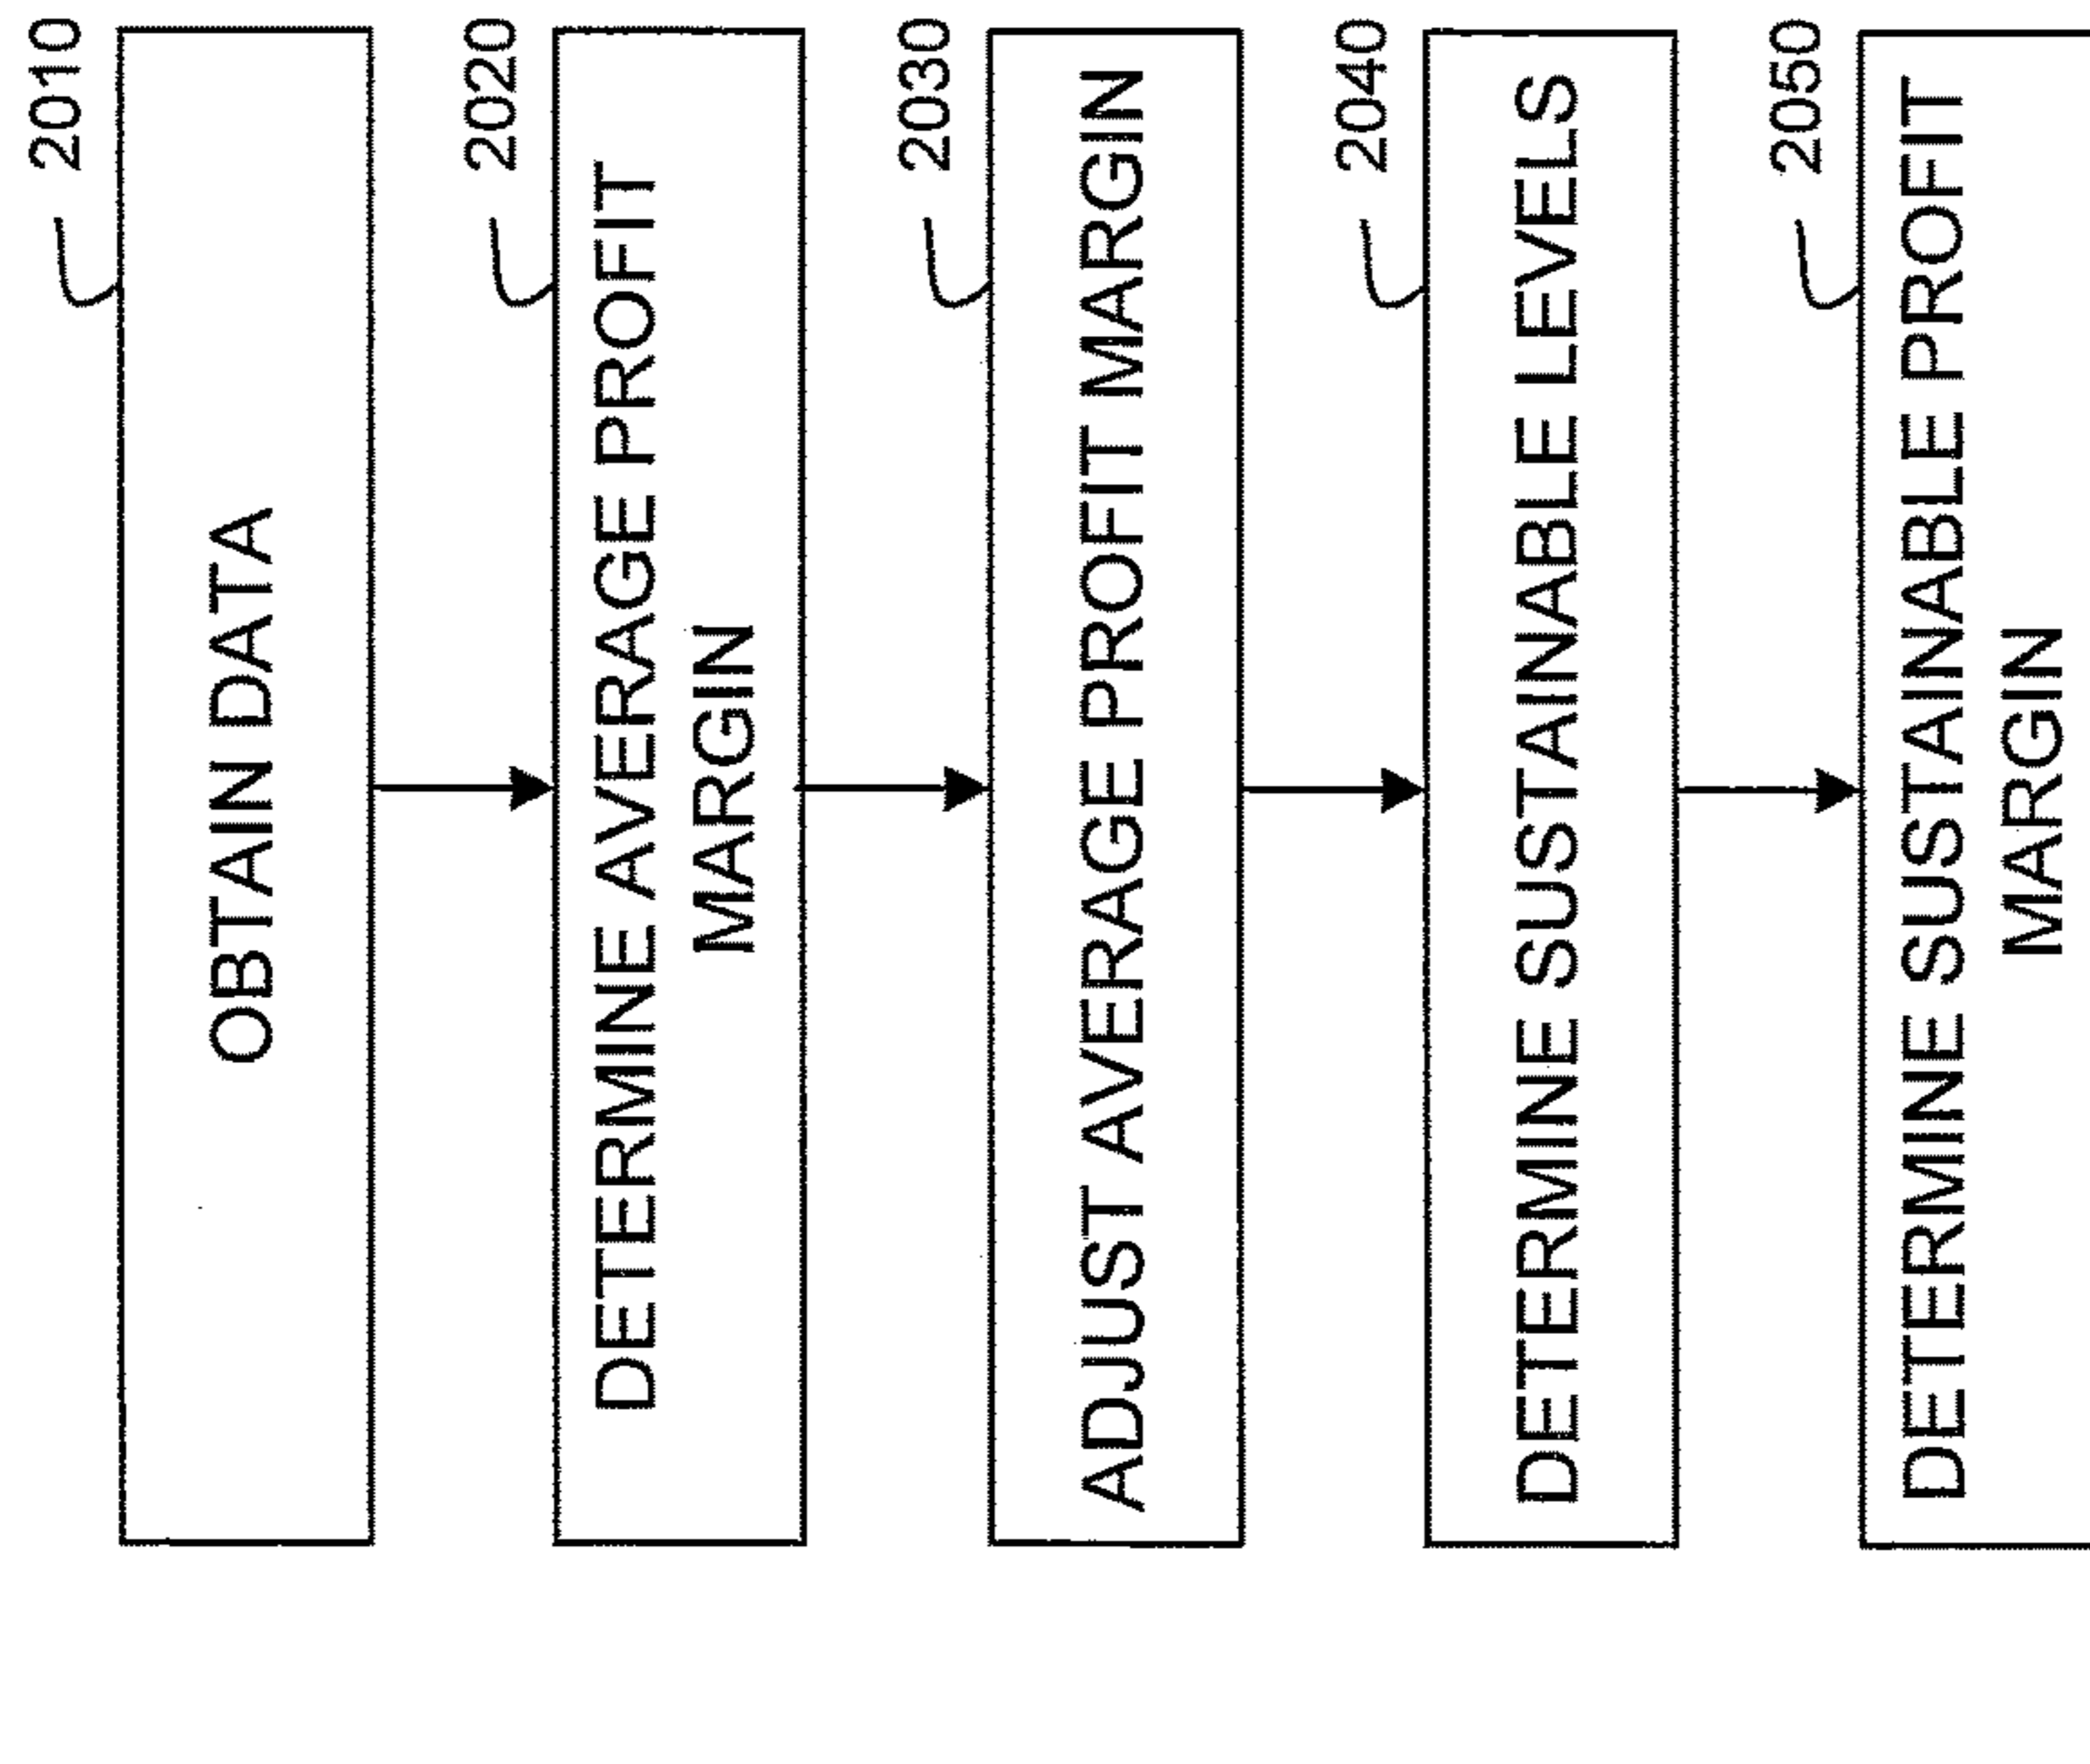 2010
OBTAIN DATA
2020
DETERMINE AVERAGE PROFIT
MARGIN
2030
ADJUST AVERAGE PROFIT MARGIN
2040
DETERMINE SUSTAINABLE LEVELS
2050
DETERMINE SUSTAINABLE PROFIT
MARGIN